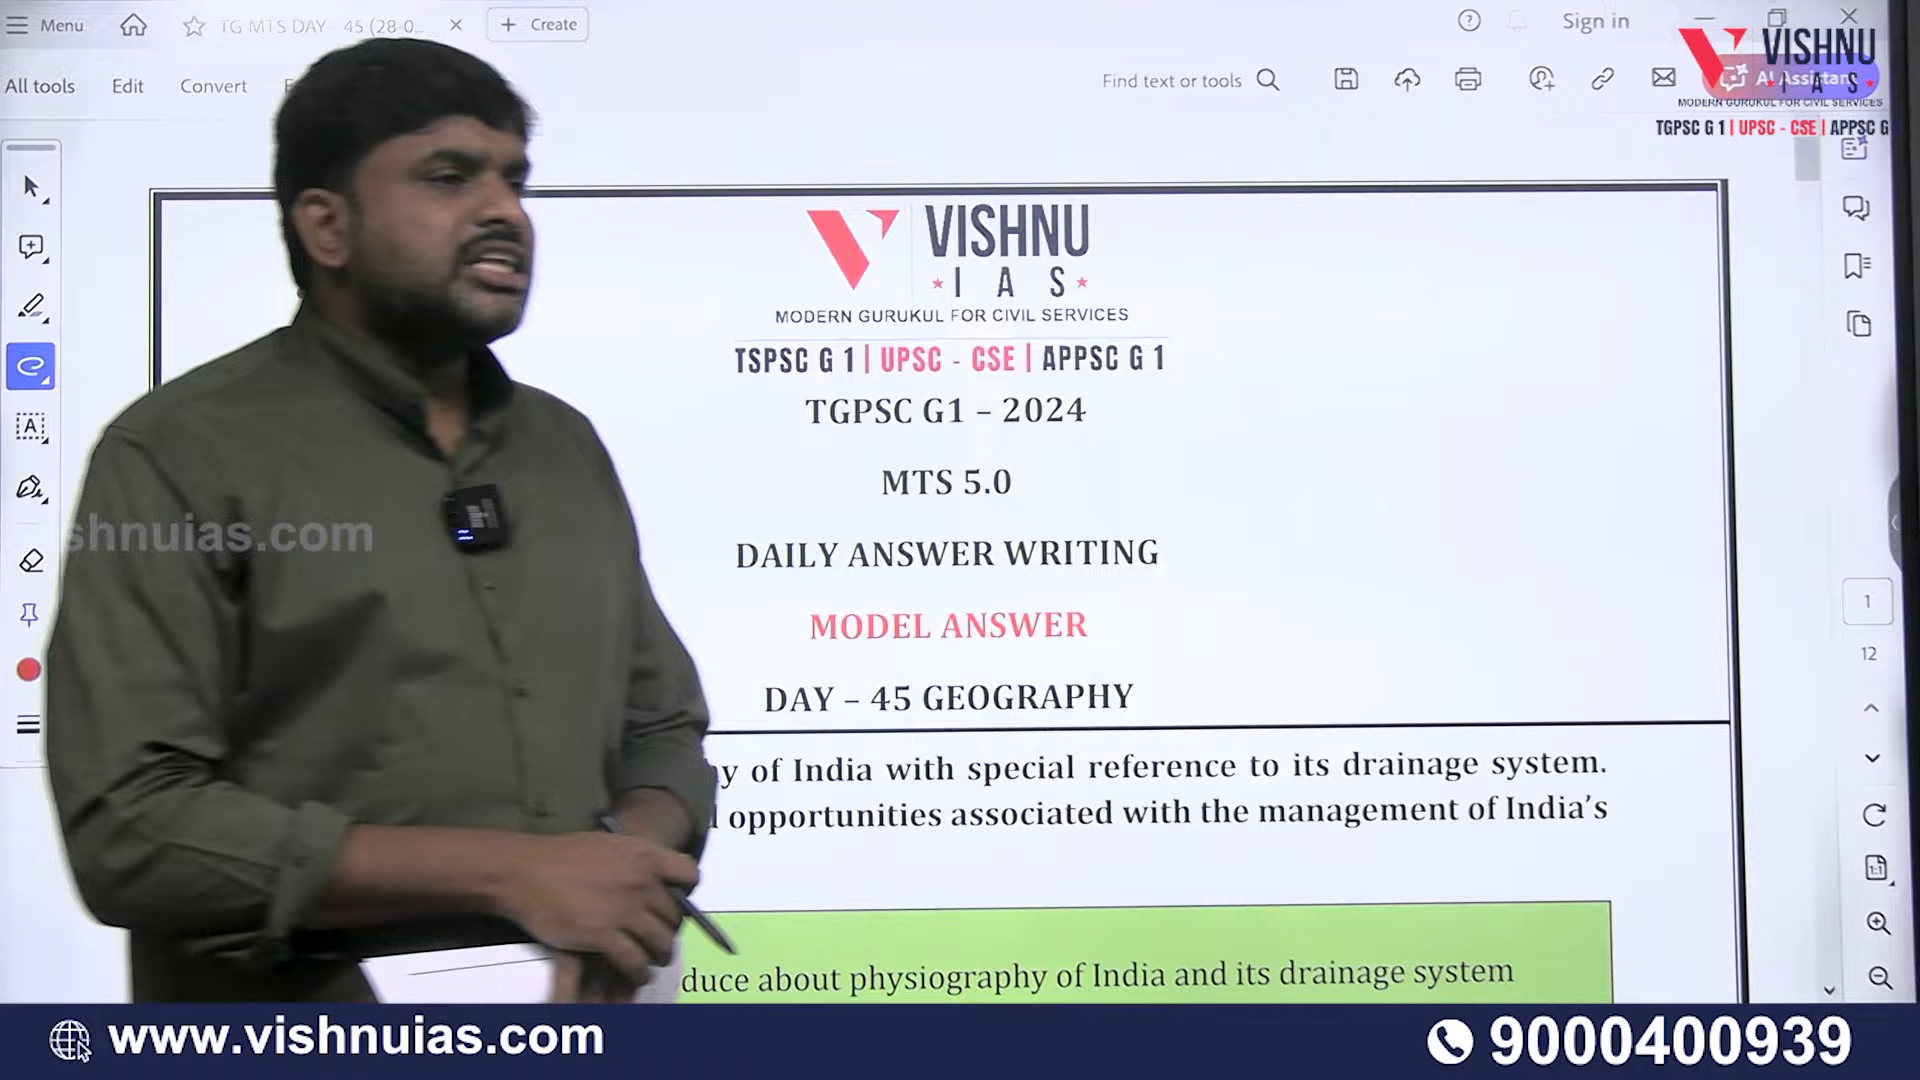 Menu
TG MTS DAY - 45 (28-0...
Create
Sign in
All tools
Edit
Convert
Find text or tools
AI Assistant
VISHNU
I A S
MODERN GURUKUL FOR CIVIL SERVICES
TGPSC G 1 | UPSC - CSE | APPSC G
VISHNU
I A S
MODERN GURUKUL FOR CIVIL SERVICES
TSPSC G 1 | UPSC - CSE | APPSC G 1
TGPSC G1 – 2024
MTS 5.0
shnuias.com
DAILY ANSWER WRITING
1
MODEL ANSWER
12
DAY – 45 GEOGRAPHY
of India with special reference to its drainage system.
opportunities associated with the management of India's
1:1
duce about physiography of India and its drainage system
www.vishnuias.com
9000400939